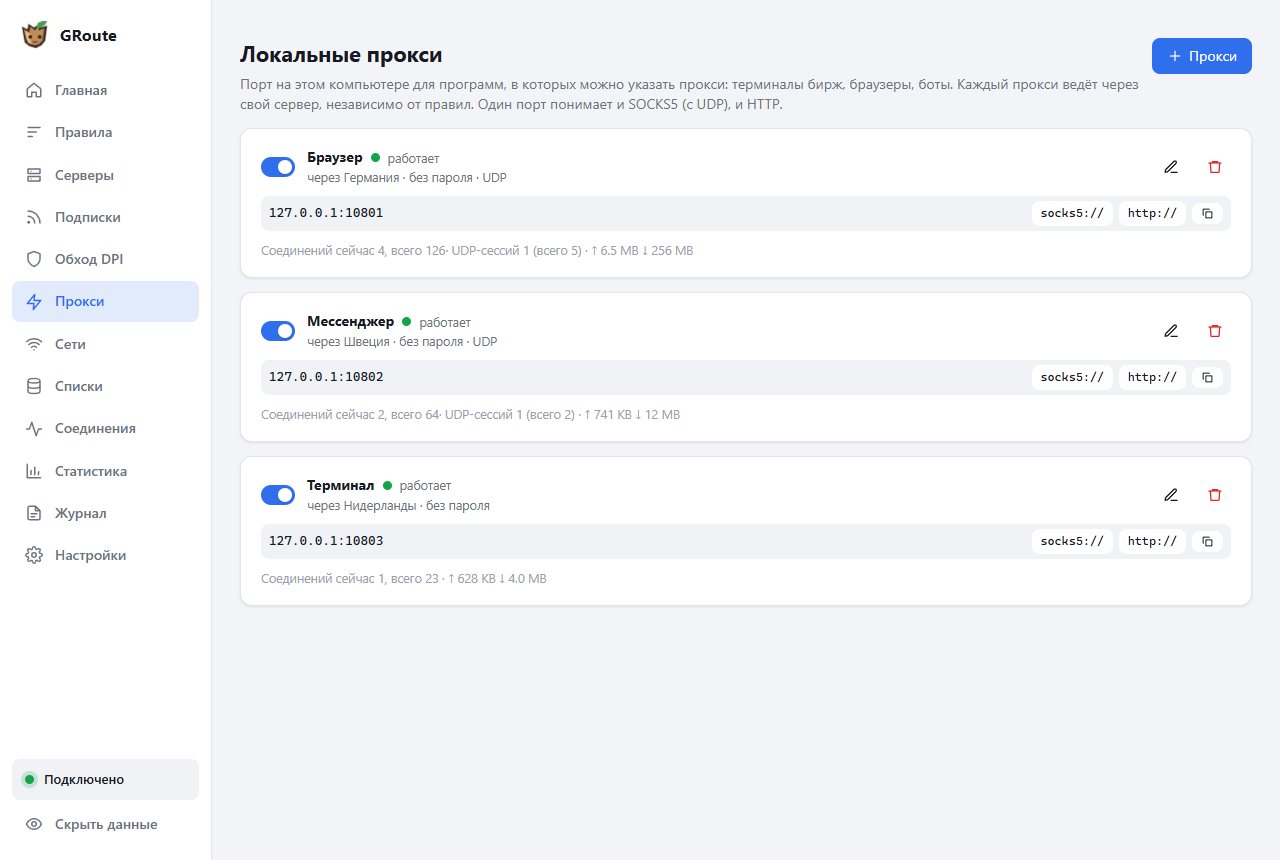 GRoute
Главная
Правила
Серверы
Подписки
Обход DPI
Прокси
Сети
Списки
Соединения
Статистика
Журнал
Настройки
Подключено
Скрыть данные
Локальные прокси
+ Прокси
Порт на этом компьютере для программ, в которых можно указать прокси: терминалы бирж, браузеры, боты. Каждый прокси ведёт через
свой сервер, независимо от правил. Один порт понимает и SOCKS5 (с UDP), и HTTP.
Браузер работает
через Германия · без пароля · UDP
127.0.0.1:10801 socks5:// http://
Соединений сейчас 4, всего 126· UDP-сессий 1 (всего 5) · ↑ 6.5 MB ↓ 256 MB
Мессенджер работает
через Швеция · без пароля · UDP
127.0.0.1:10802 socks5:// http://
Соединений сейчас 2, всего 64· UDP-сессий 1 (всего 2) · ↑ 741 KB ↓ 12 MB
Терминал работает
через Нидерланды · без пароля
127.0.0.1:10803 socks5:// http://
Соединений сейчас 1, всего 23 · ↑ 628 KB ↓ 4.0 MB